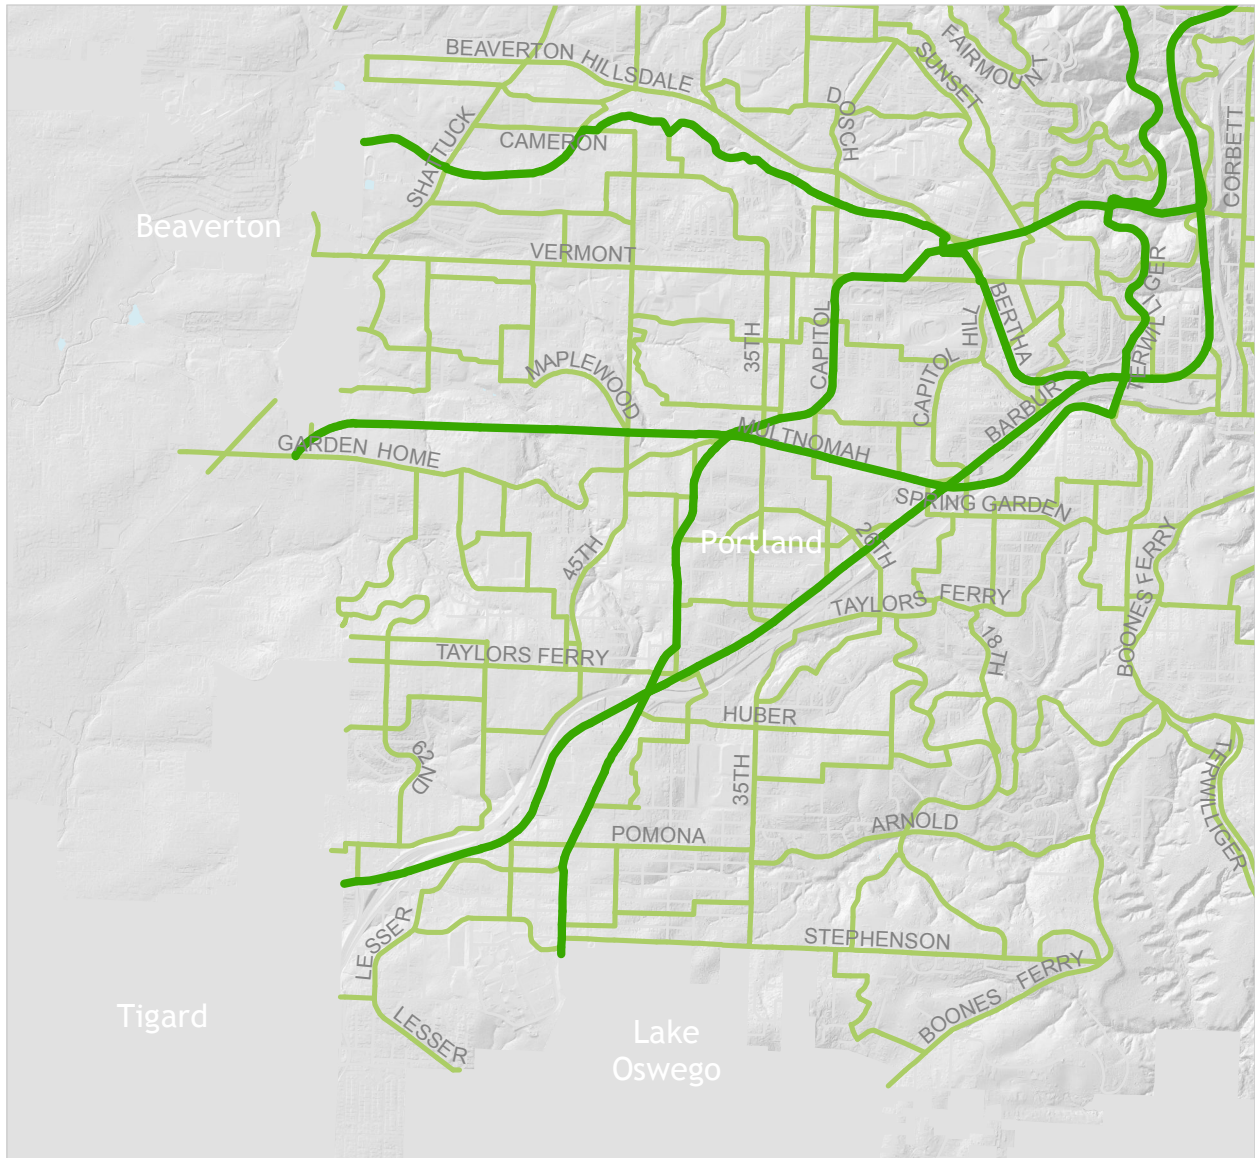 BEAVERTON HILLSDALE
FAIRMOUNT
SUNSET
DOSCH
SHATTUCK
CAMERON
CORBETT
Beaverton
VERMONT
TERWILLIGER
BERTHA
HILL
CAPITOL
35TH
CAPITOL
MAPLEWOOD
BARBUR
MULTNOMAH
GARDEN HOME
SPRING GARDEN
Portland
26TH
45TH
BOONES FERRY
TAYLORS FERRY
18TH
TAYLORS FERRY
HUBER
62ND
35TH
TERWILLIGER
ARNOLD
POMONA
LESSER
STEPHENSON
BOONES FERRY
Tigard
LESSER
Lake
Oswego